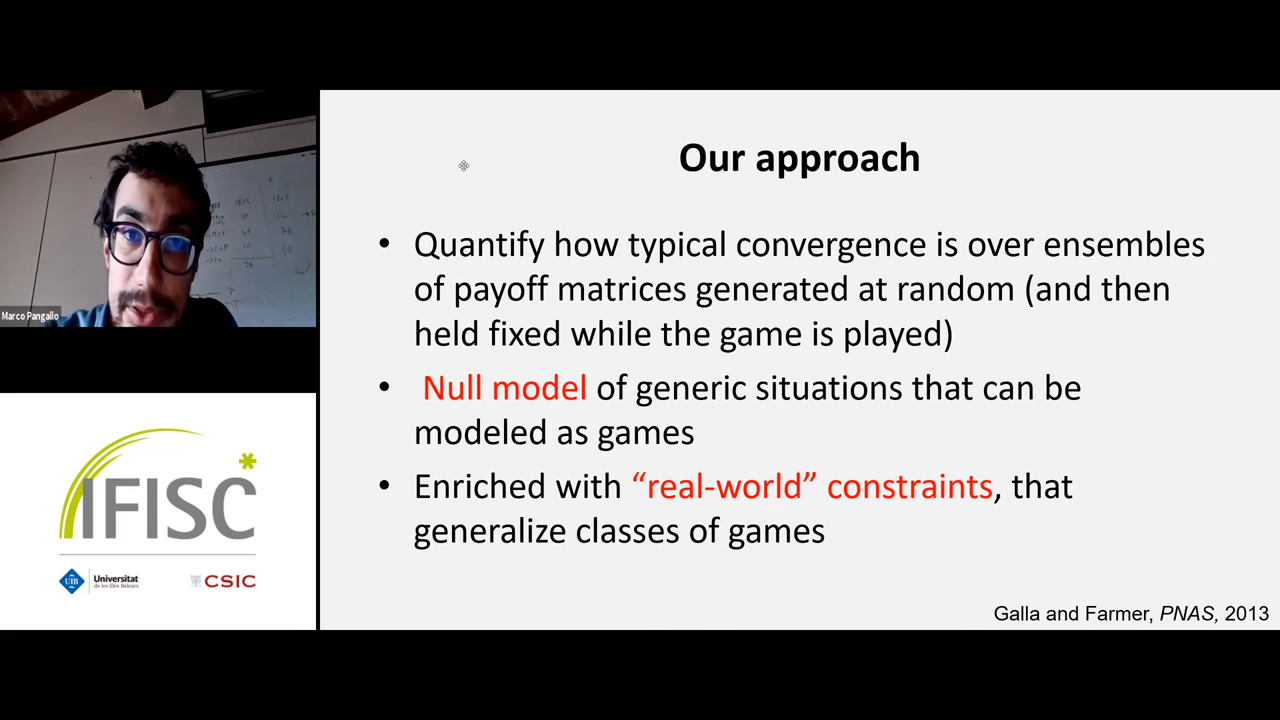 Our approach
• Quantify how typical convergence is over ensembles
of payoff matrices generated at random (and then
held fixed while the game is played)
• Null model of generic situations that can be
modeled as games
• Enriched with “real-world” constraints, that
generalize classes of games
Galla and Farmer, PNAS, 2013
Marco Pangallo
IFISC
UIB
Universitat
de les Illes Balears
CSIC